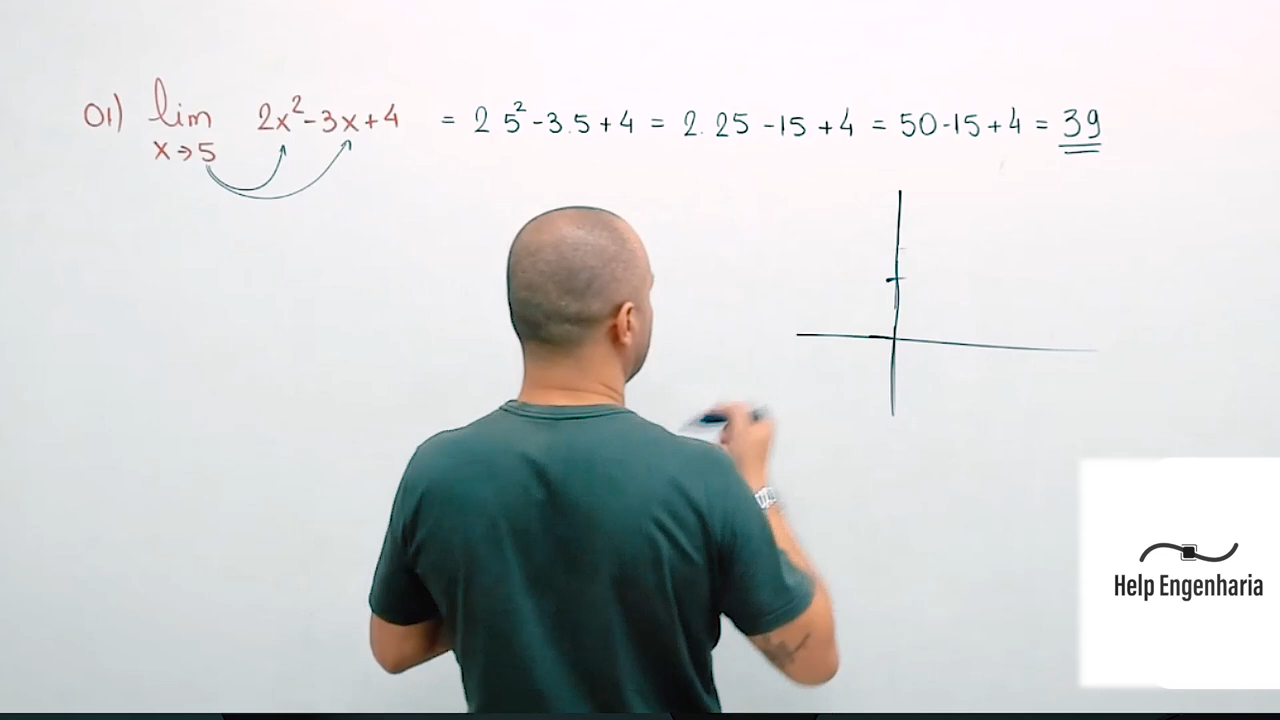 01) lim 2x²-3x+4 = 2 5²-3.5+4 = 2. 25 -15+4 = 50-15+4 = 39
x→5
Help Engenharia